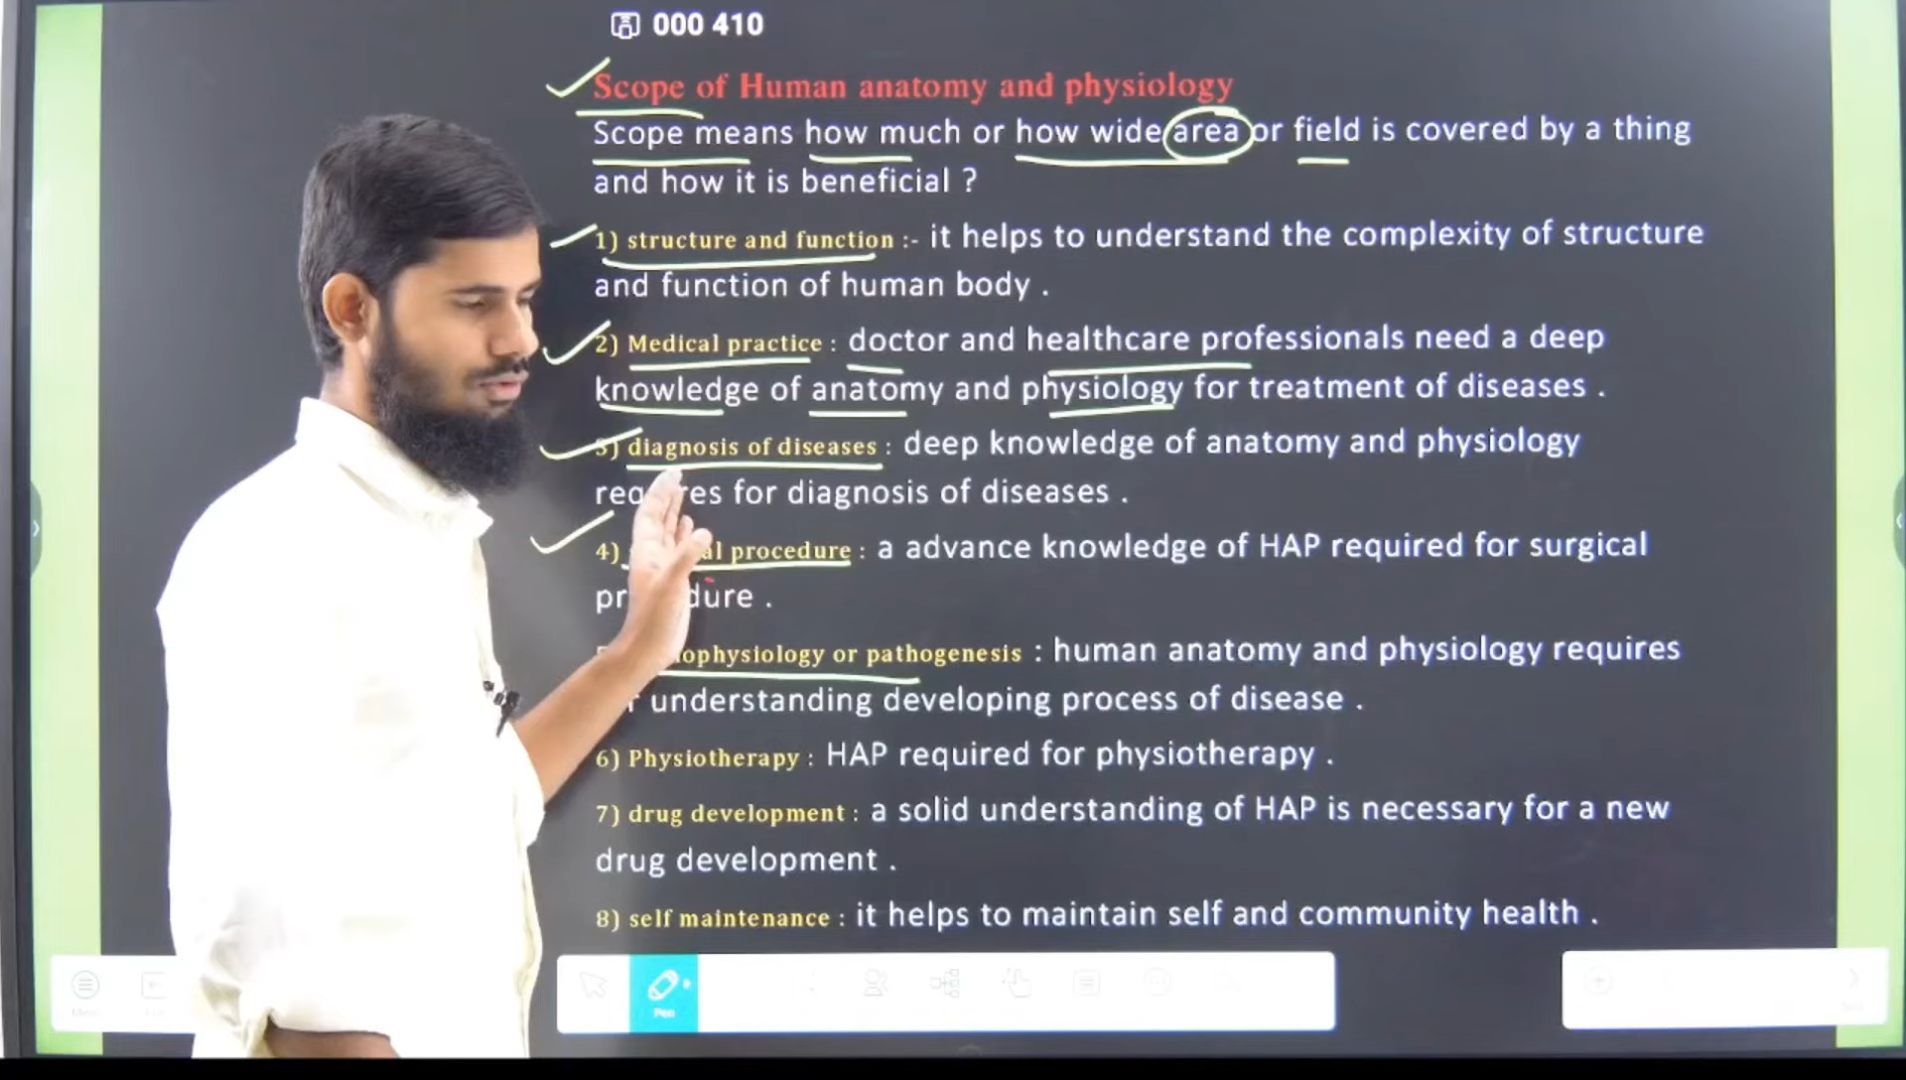 000 410
Scope of Human anatomy and physiology
Scope means how much or how wide area or field is covered by a thing
and how it is beneficial ?
1) structure and function :- it helps to understand the complexity of structure
and function of human body .
2) Medical practice : doctor and healthcare professionals need a deep
knowledge of anatomy and physiology for treatment of diseases .
3) diagnosis of diseases : deep knowledge of anatomy and physiology
for diagnosis of diseases .
4) procedure : a advance knowledge of HAP required for surgical
.
or pathogenesis : human anatomy and physiology requires
understanding developing process of disease .
6) Physiotherapy : HAP required for physiotherapy .
7) drug development : a solid understanding of HAP is necessary for a new
drug development .
8) self maintenance : it helps to maintain self and community health .
Pen